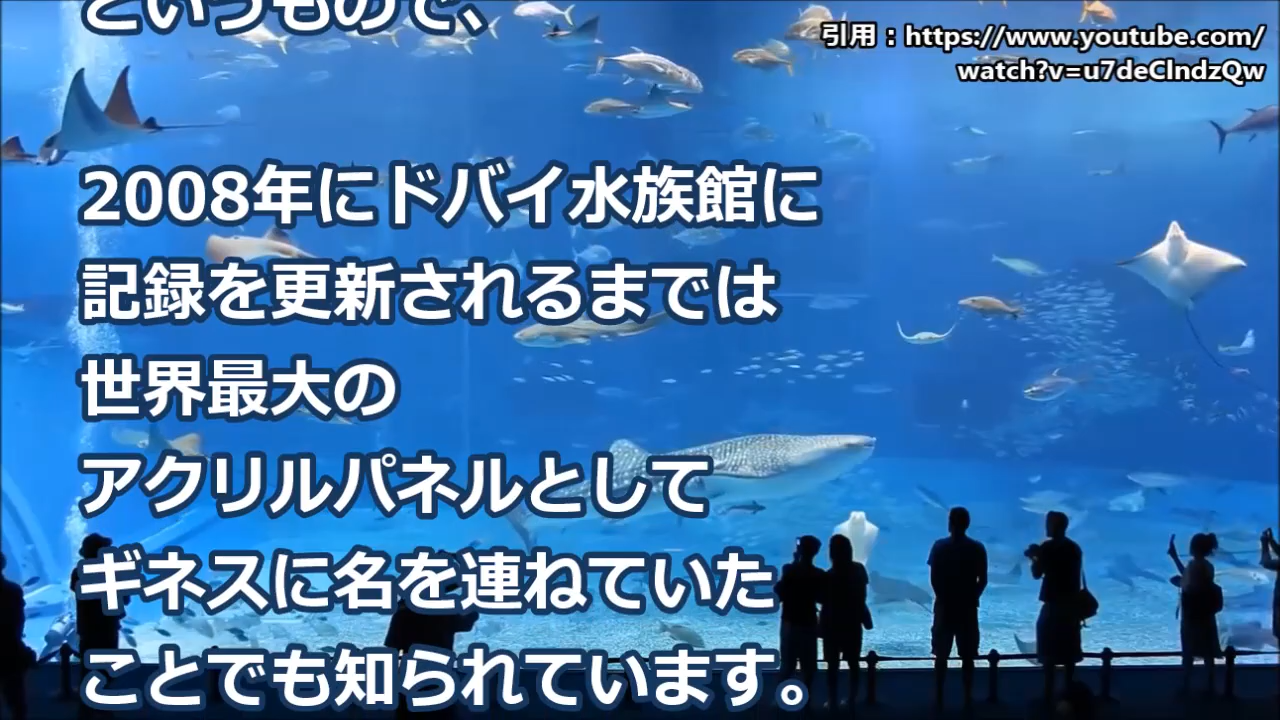 というもので、
引用：https://www.youtube.com/
watch?v=u7deClndzQw
2008年にドバイ水族館に
記録を更新されるまでは
世界最大の
アクリルパネルとして
ギネスに名を連ねていた
ことでも知られています。